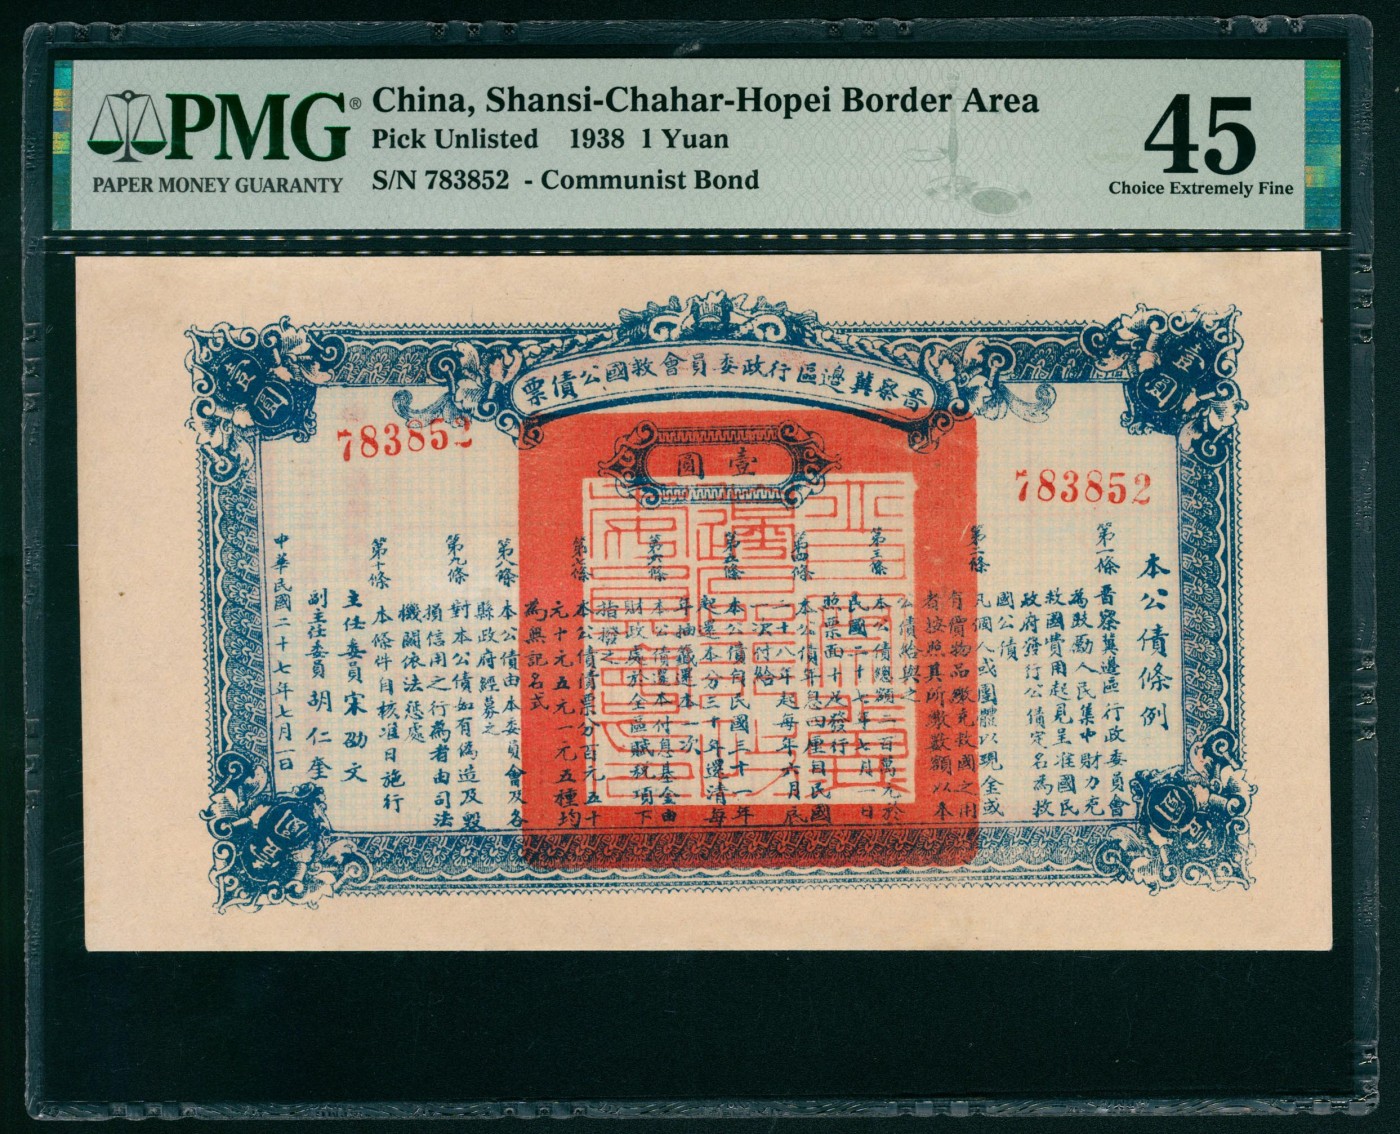 PMG®
PAPER MONEY GUARANTY
China, Shansi-Chahar-Hopei Border Area
Pick Unlisted 1938 1 Yuan
S/N 783852 - Communist Bond
45
Choice Extremely Fine
晋察冀邊區行政委員會救國公債票
壹圓
壹圓
壹圓
壹圓
783852
783852
本公債條例
第一條
晋察冀邊區行政委員會
為鼓勵人民集中財力充
救國費用起見呈准國民
政府發行公債定名為救
國公債
第二條
凡個人或團體以現金或
有價物品繳充救國之用
者按照其所繳數額以本
公債給與之
第三條
本公債總額二百萬元於
民國二十七年七月一日
照票面十足發行
第四條
本公債年息四厘自民國
二十八年起每年六月底
一次付給
第五條
本公債自民國三十一年
起還本分三十年還清每
年抽籤還本一次
第六條
本公債還本付息基金由
財政處於全區賦稅項下
指撥之
第七條
本公債債票分百元五十
元十元五元一元五種均
為無記名式
第八條
本公債由本委員會及各
縣政府經募之
第九條
對本公債如有偽造及毀
損信用之行為者由司法
機關依法懲處
第十條
本條件自核准日施行
主任委員 宋劭文
副主任委員 胡仁奎
中華民國二十七年七月一日